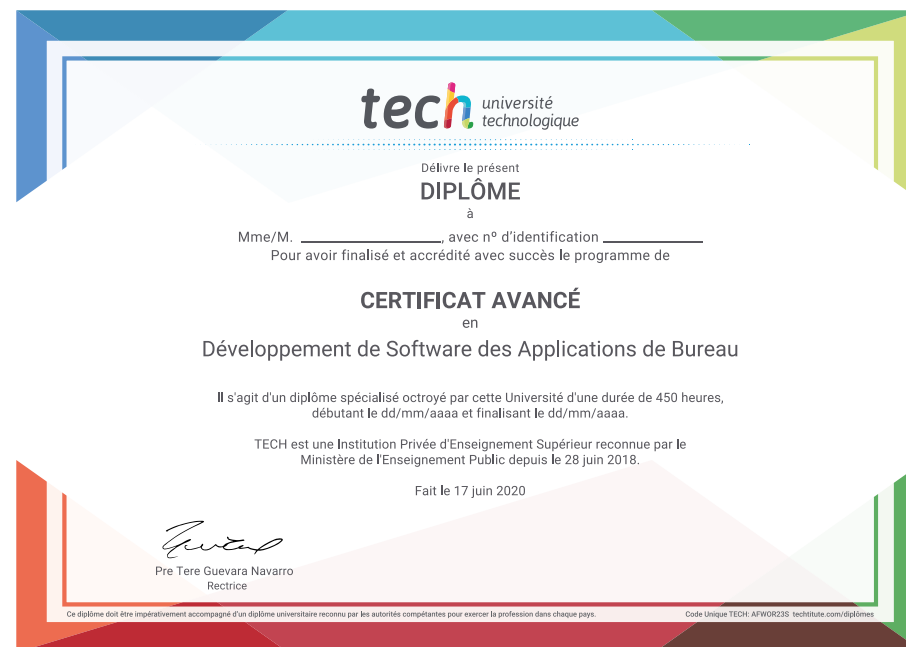 tech université
technologique
Délivre le présent
DIPLÔME
à
Mme/M. ____________________, avec nº d'identification ______________
Pour avoir finalisé et accrédité avec succès le programme de
CERTIFICAT AVANCÉ
en
Développement de Software des Applications de Bureau
Il s'agit d'un diplôme spécialisé octroyé par cette Université d'une durée de 450 heures,
débutant le dd/mm/aaaa et finalisant le dd/mm/aaaa.
TECH est une Institution Privée d'Enseignement Supérieur reconnue par le
Ministère de l'Enseignement Public depuis le 28 juin 2018.
Fait le 17 juin 2020
Pre Tere Guevara Navarro
Rectrice
Ce diplôme doit être impérativement accompagné d'un diplôme universitaire reconnu par les autorités compétantes pour exercer la profession dans chaque pays.
Code Unique TECH: AFWOR23S techtitute.com/diplômes